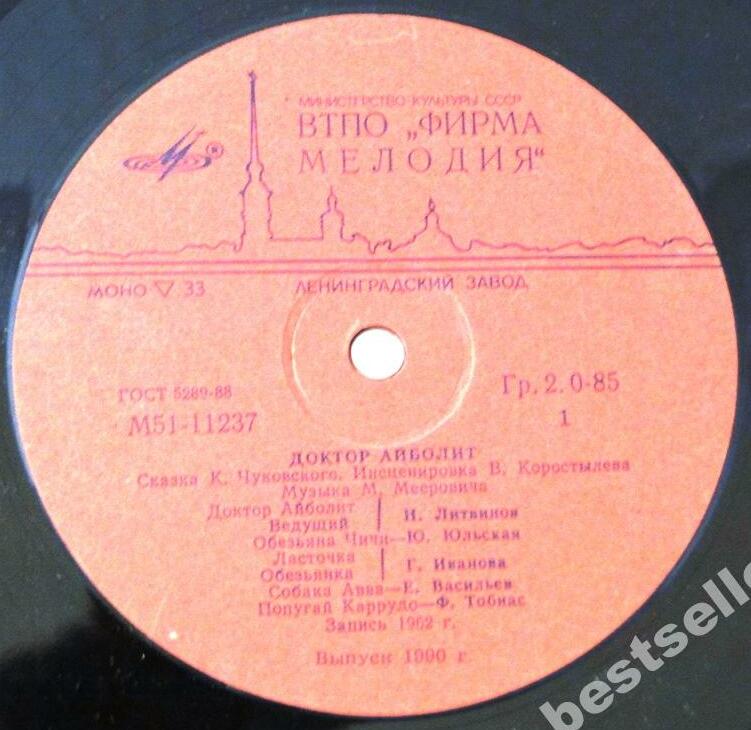 МИНИСТЕРСТВО КУЛЬТУРЫ СССР
ВТПО „ФИРМА
МЕЛОДИЯ“
МОНО ▽ 33
ЛЕНИНГРАДСКИЙ ЗАВОД
ГОСТ 5289-88
Гр. 2. 0-85
М51-11237
1
ДОКТОР АЙБОЛИТ
Сказка К. Чуковского. Инсценировка В. Коростылева
Музыка М. Мееровича
Доктор Айболит
Ведущий
И. Литвинов
Обезьяна Чичи—Ю. Юльская
Ласточка
Обезьянка
Г. Иванова
Собака Авва—Е. Васильев
Попугай Каррудо—Ф. Тобиас
Запись 1962 г.
Выпуск 1990 г.
bestselle